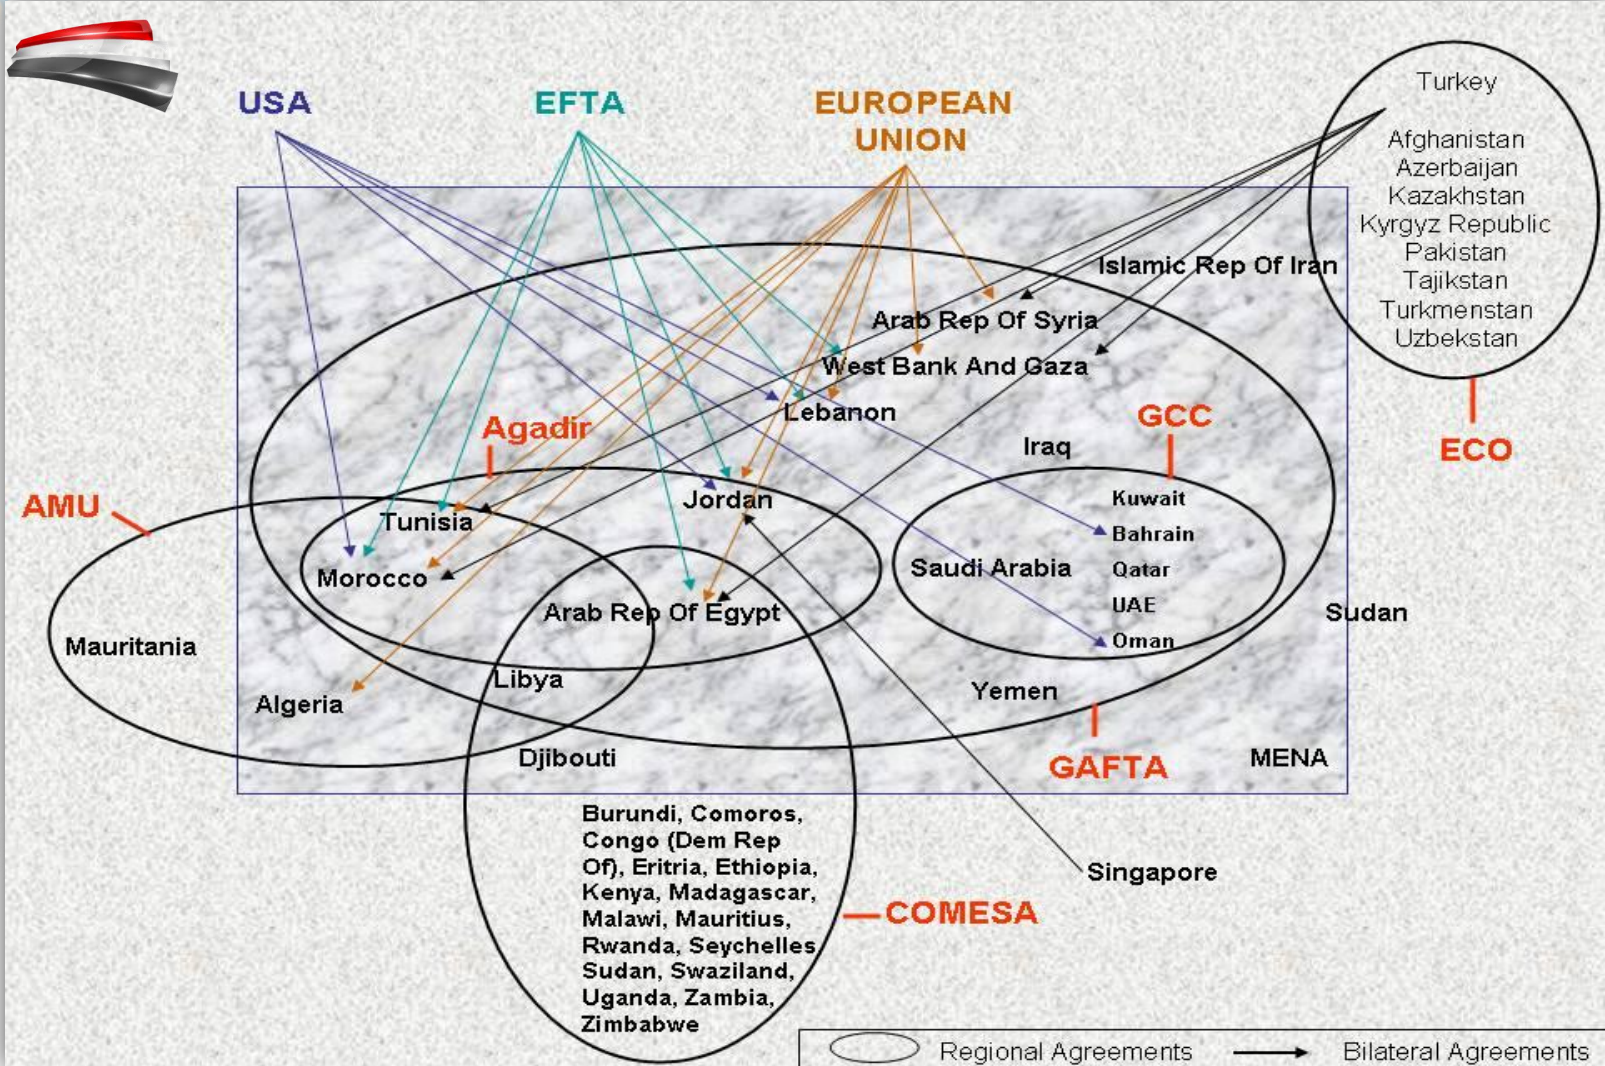 USA
EFTA
EUROPEAN
UNION
Turkey
Afghanistan
Azerbaijan
Kazakhstan
Kyrgyz Republic
Pakistan
Tajikstan
Turkmenstan
Uzbekstan
ECO
Islamic Rep Of Iran
Arab Rep Of Syria
West Bank And Gaza
Lebanon
Agadir
GCC
Iraq
AMU
Tunisia
Jordan
Kuwait
Bahrain
Saudi Arabia
Qatar
UAE
Oman
Morocco
Arab Rep Of Egypt
Sudan
Mauritania
Libya
Algeria
Yemen
Djibouti
GAFTA
MENA
Burundi, Comoros,
Congo (Dem Rep
Of), Eritria, Ethiopia,
Kenya, Madagascar,
Malawi, Mauritius,
Rwanda, Seychelles
Sudan, Swaziland,
Uganda, Zambia,
Zimbabwe
Singapore
COMESA
Regional Agreements
Bilateral Agreements